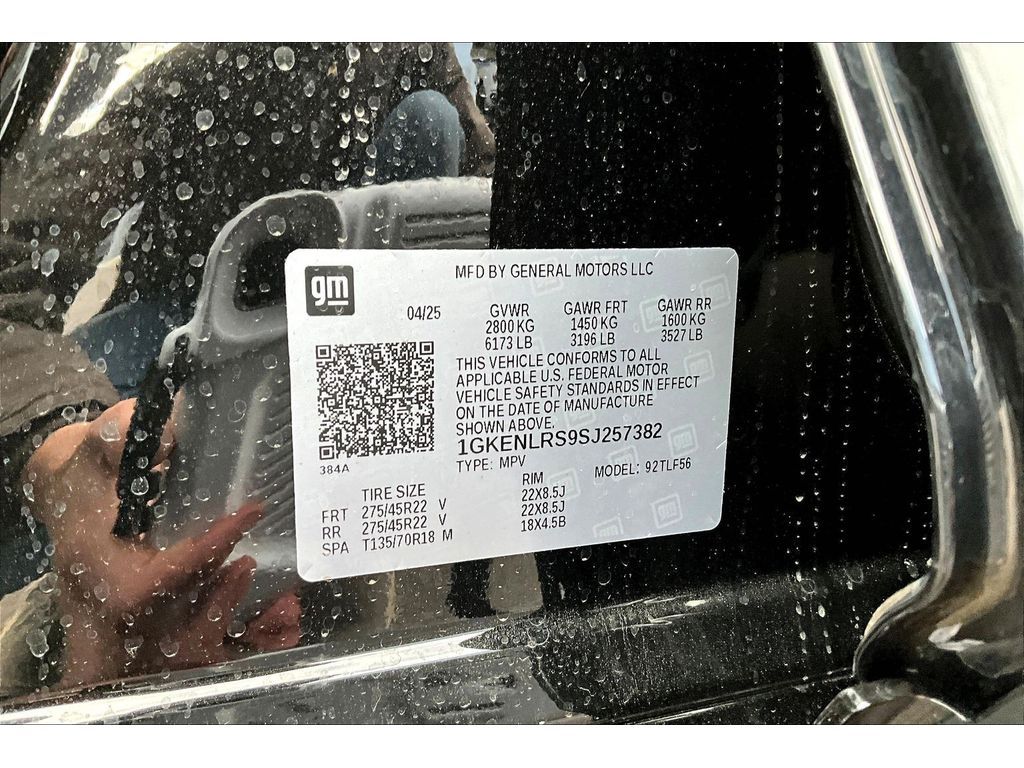 gm
MFD BY GENERAL MOTORS LLC
04/25 GVWR GAWR FRT GAWR RR
2800 KG 1450 KG 1600 KG
6173 LB 3196 LB 3527 LB
THIS VEHICLE CONFORMS TO ALL
APPLICABLE U.S. FEDERAL MOTOR
VEHICLE SAFETY STANDARDS IN EFFECT
ON THE DATE OF MANUFACTURE
SHOWN ABOVE.
1GKENLRS9SJ257382
384A
TYPE: MPV MODEL: 92TLF56
TIRE SIZE RIM
FRT 275/45R22 V 22X8.5J
RR 275/45R22 V 22X8.5J
SPA T135/70R18 M 18X4.5B